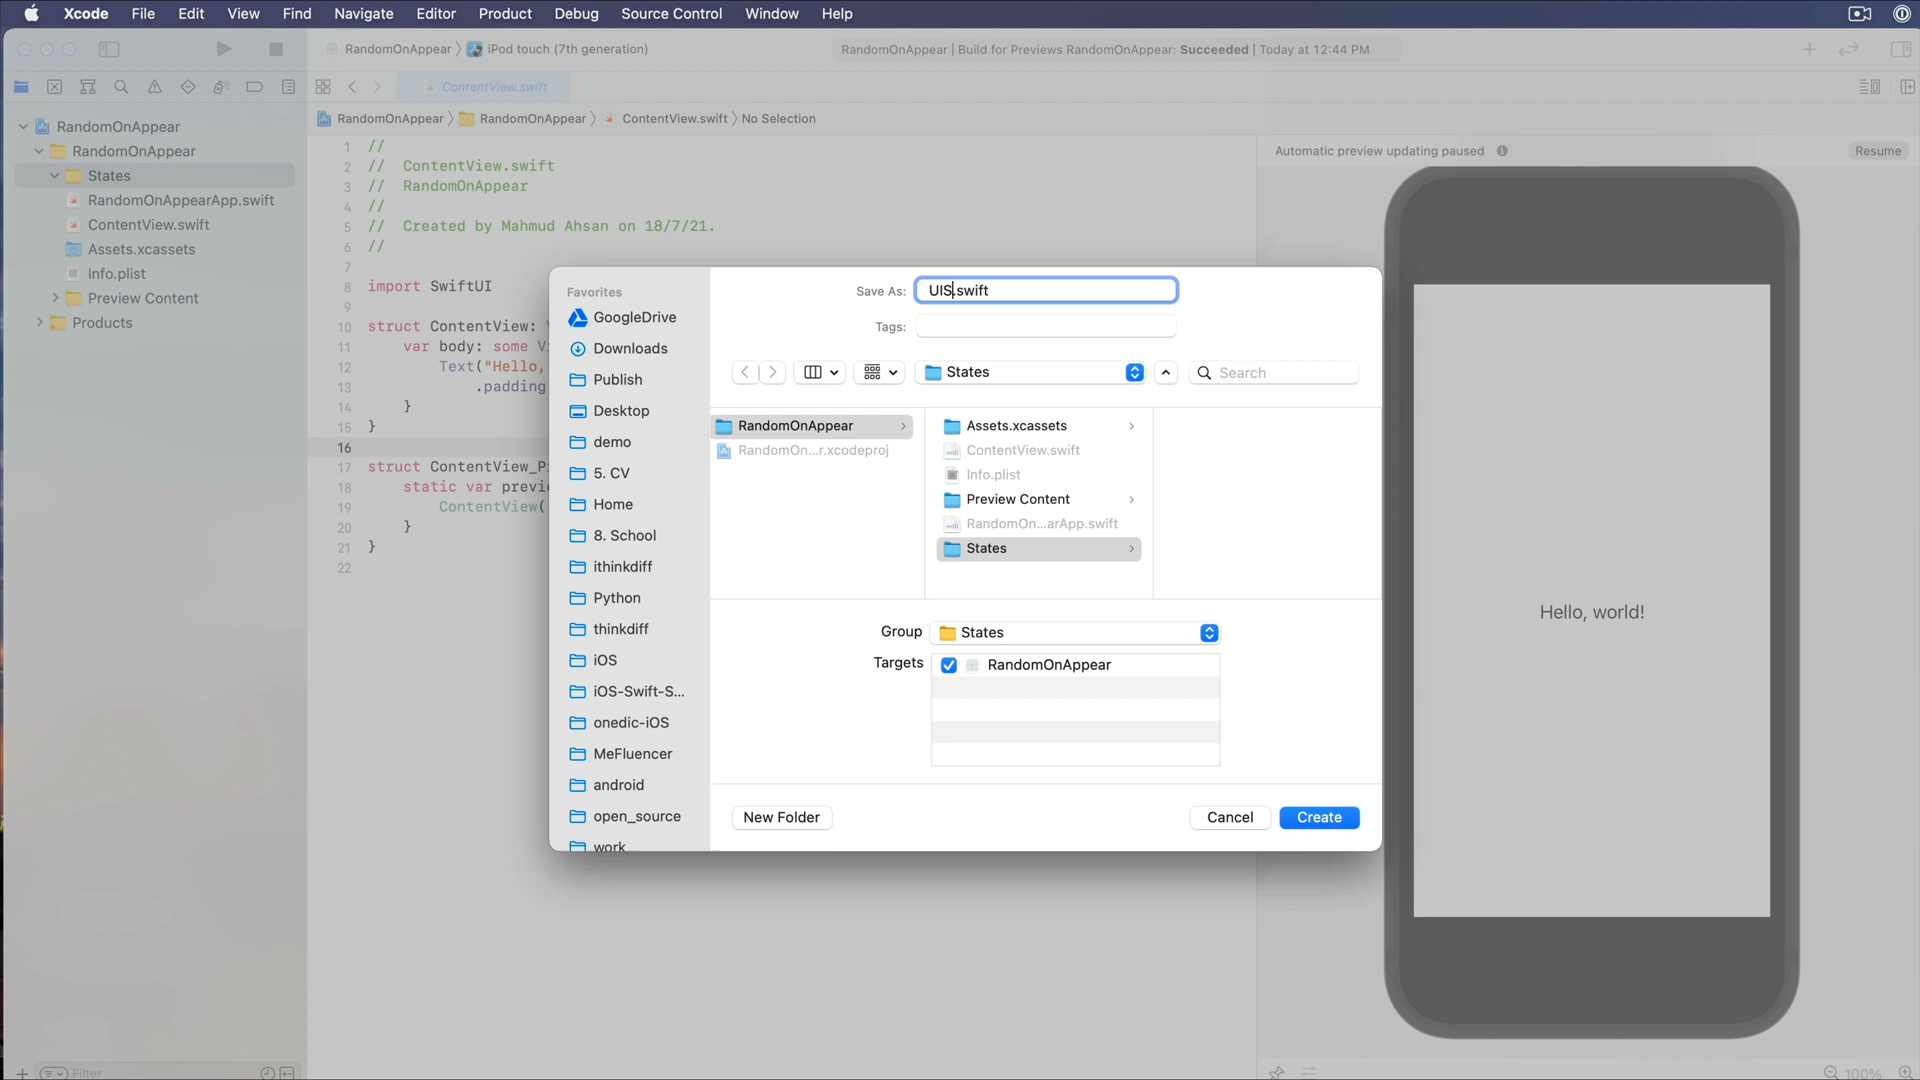 Xcode File Edit View Find Navigate Editor Product Debug Source Control Window Help
RandomOnAppear iPod touch (7th generation)
RandomOnAppear | Build for Previews RandomOnAppear: Succeeded | Today at 12:44 PM
ContentView.swift
RandomOnAppear RandomOnAppear ContentView.swift No Selection
RandomOnAppear
RandomOnAppear
States
RandomOnAppearApp.swift
ContentView.swift
Assets.xcassets
Info.plist
Preview Content
Products
Filter
1 //
2 // ContentView.swift
3 // RandomOnAppear
4 //
5 // Created by Mahmud Ahsan on 18/7/21.
6 //
7
8 import SwiftUI
9
10 struct ContentView:
11 var body: some
12 Text("Hello,
13 .padding
14 }
15 }
16
17 struct ContentView_P
18 static var previ
19 ContentView(
20 }
21 }
22
Automatic preview updating paused
Resume
Hello, world!
100%
Favorites
GoogleDrive
Downloads
Publish
Desktop
demo
5. CV
Home
8. School
ithinkdiff
Python
thinkdiff
iOS
iOS-Swift-S...
onedic-iOS
MeFluencer
android
open_source
work
Save As: UIS.swift
Tags:
States
Search
RandomOnAppear
RandomOn...r.xcodeproj
Assets.xcassets
ContentView.swift
Info.plist
Preview Content
RandomOn...arApp.swift
States
Group States
Targets RandomOnAppear
New Folder
Cancel
Create